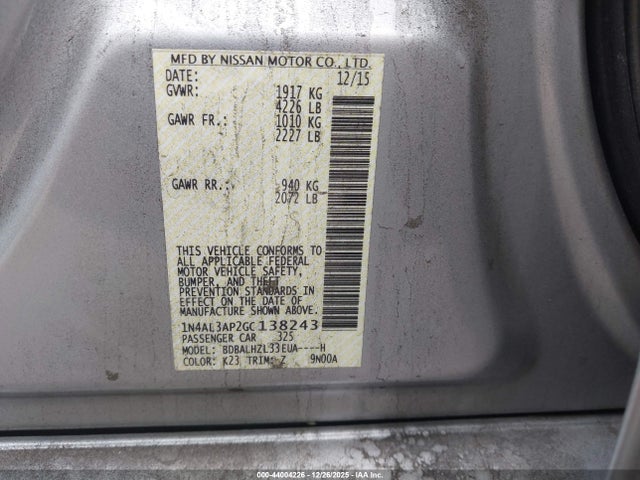 MFD BY NISSAN MOTOR CO., LTD.
DATE: 12/15
GVWR: 1917 KG
4226 LB
GAWR FR.: 1010 KG
2227 LB
GAWR RR.: 940 KG
2072 LB
THIS VEHICLE CONFORMS TO
ALL APPLICABLE FEDERAL
MOTOR VEHICLE SAFETY,
BUMPER, AND THEFT
PREVENTION STANDARDS IN
EFFECT ON THE DATE OF
MANUFACTURE SHOWN ABOVE.
1N4AL3AP2GC138243
PASSENGER CAR 325
MODEL: BDBALHZL33EUA----H
COLOR: K23 TRIM: Z 9N00A
000-44004226 - 12/26/2025 - IAAI.COM